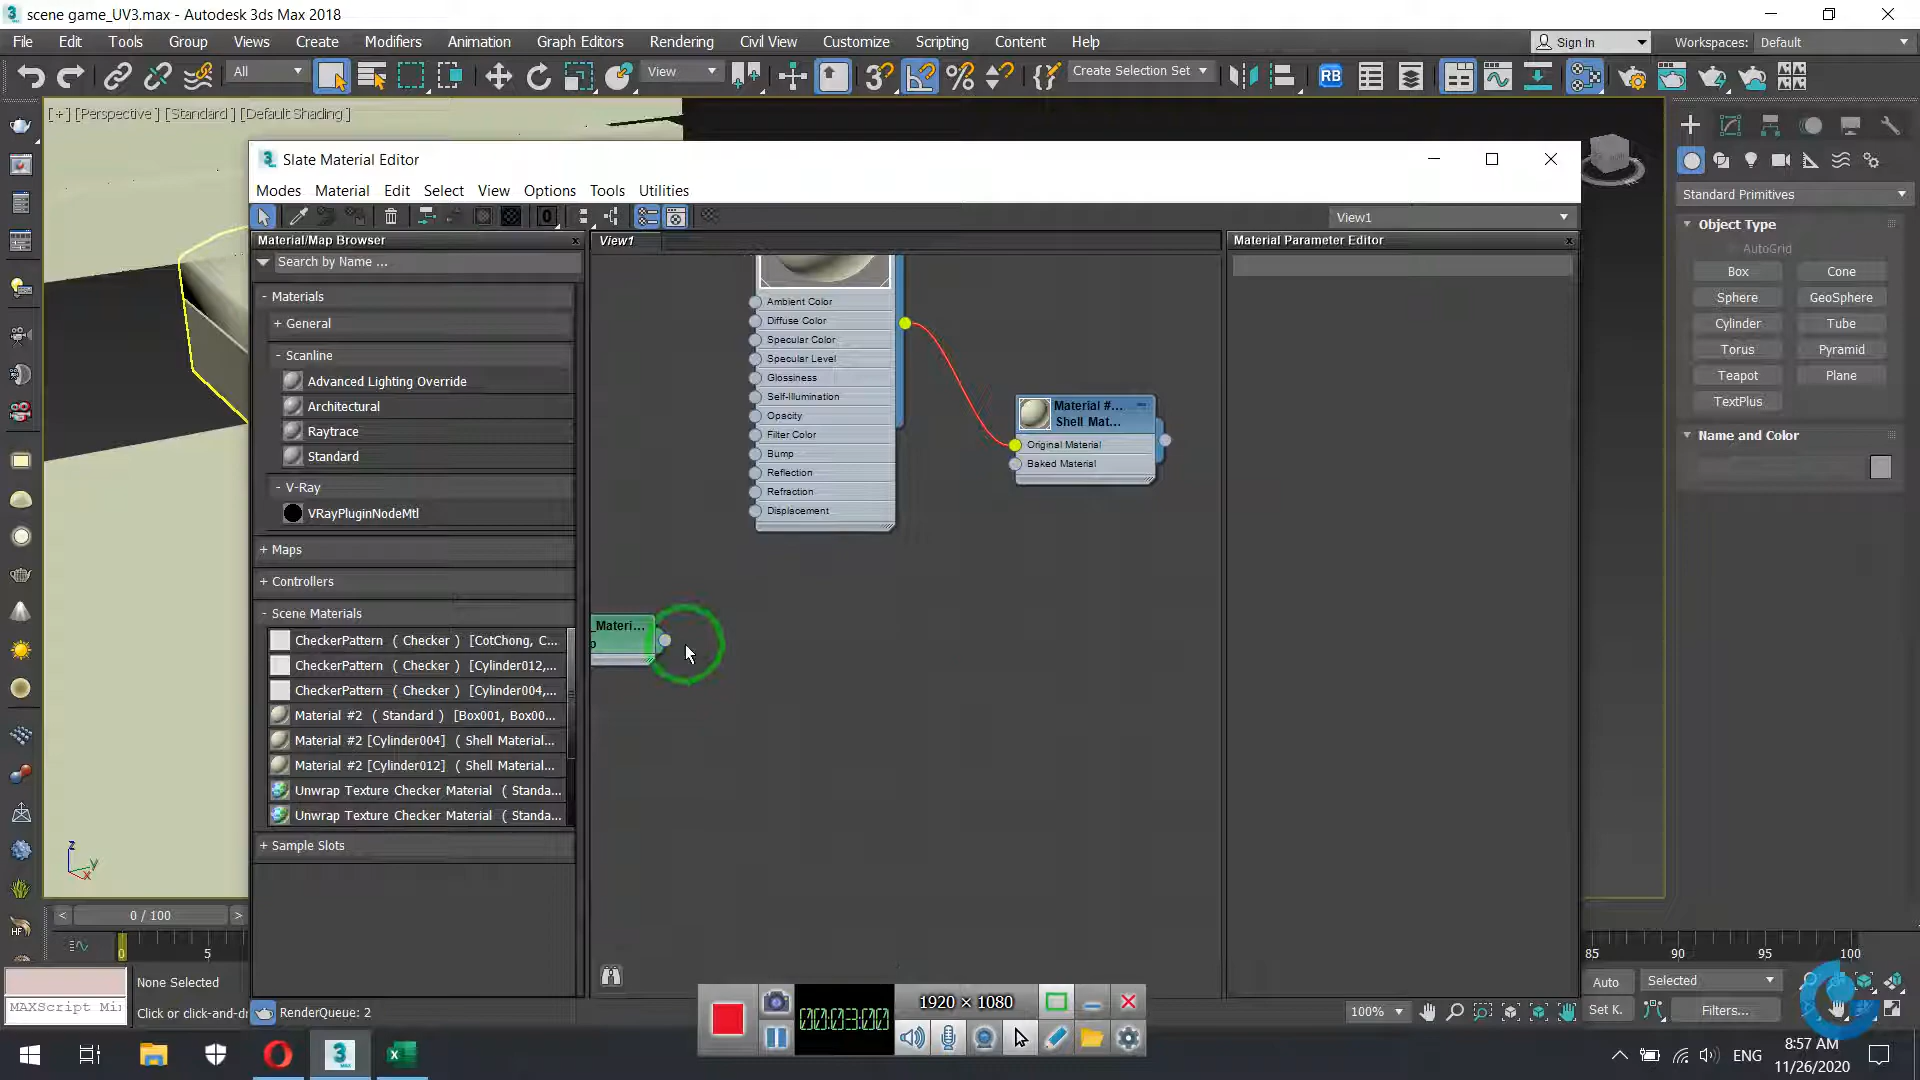 scene game_UV3.max - Autodesk 3ds Max 2018
File Edit Tools Group Views Create Modifiers Animation Graph Editors Rendering Civil View Customize Scripting Content Help
Sign In
Workspaces: Default
All
View
Create Selection Set
RB
[+] [Perspective ] [Standard ] [Default Shading ]
Slate Material Editor
Modes Material Edit Select View Options Tools Utilities
View1
Material/Map Browser
View1
Material Parameter Editor
Search by Name ...
- Materials
+ General
- Scanline
Advanced Lighting Override
Architectural
Raytrace
Standard
- V-Ray
VRayPluginNodeMtl
+ Maps
+ Controllers
- Scene Materials
CheckerPattern ( Checker ) [CotChong, C...
CheckerPattern ( Checker ) [Cylinder012,...
CheckerPattern ( Checker ) [Cylinder004,...
Material #2 ( Standard ) [Box001, Box00...
Material #2 [Cylinder004] ( Shell Material...
Material #2 [Cylinder012] ( Shell Material...
Unwrap Texture Checker Material ( Standa...
Unwrap Texture Checker Material ( Standa...
+ Sample Slots
Ambient Color
Diffuse Color
Specular Color
Specular Level
Glossiness
Self-Illumination
Opacity
Filter Color
Bump
Reflection
Refraction
Displacement
Material #...
Shell Mat...
Original Material
Baked Material
_Materi...
p
Standard Primitives
Object Type
AutoGrid
Box Cone
Sphere GeoSphere
Cylinder Tube
Torus Pyramid
Teapot Plane
TextPlus
Name and Color
z
y
x
HF
< 0 / 100 >
0 5
85 90 95 100
None Selected
MAXScript Mi
Click or click-and-dr
RenderQueue: 2
00:03:00
1920 × 1080
100%
Auto
Selected
Set K.
Filters...
ENG
8:57 AM
11/26/2020